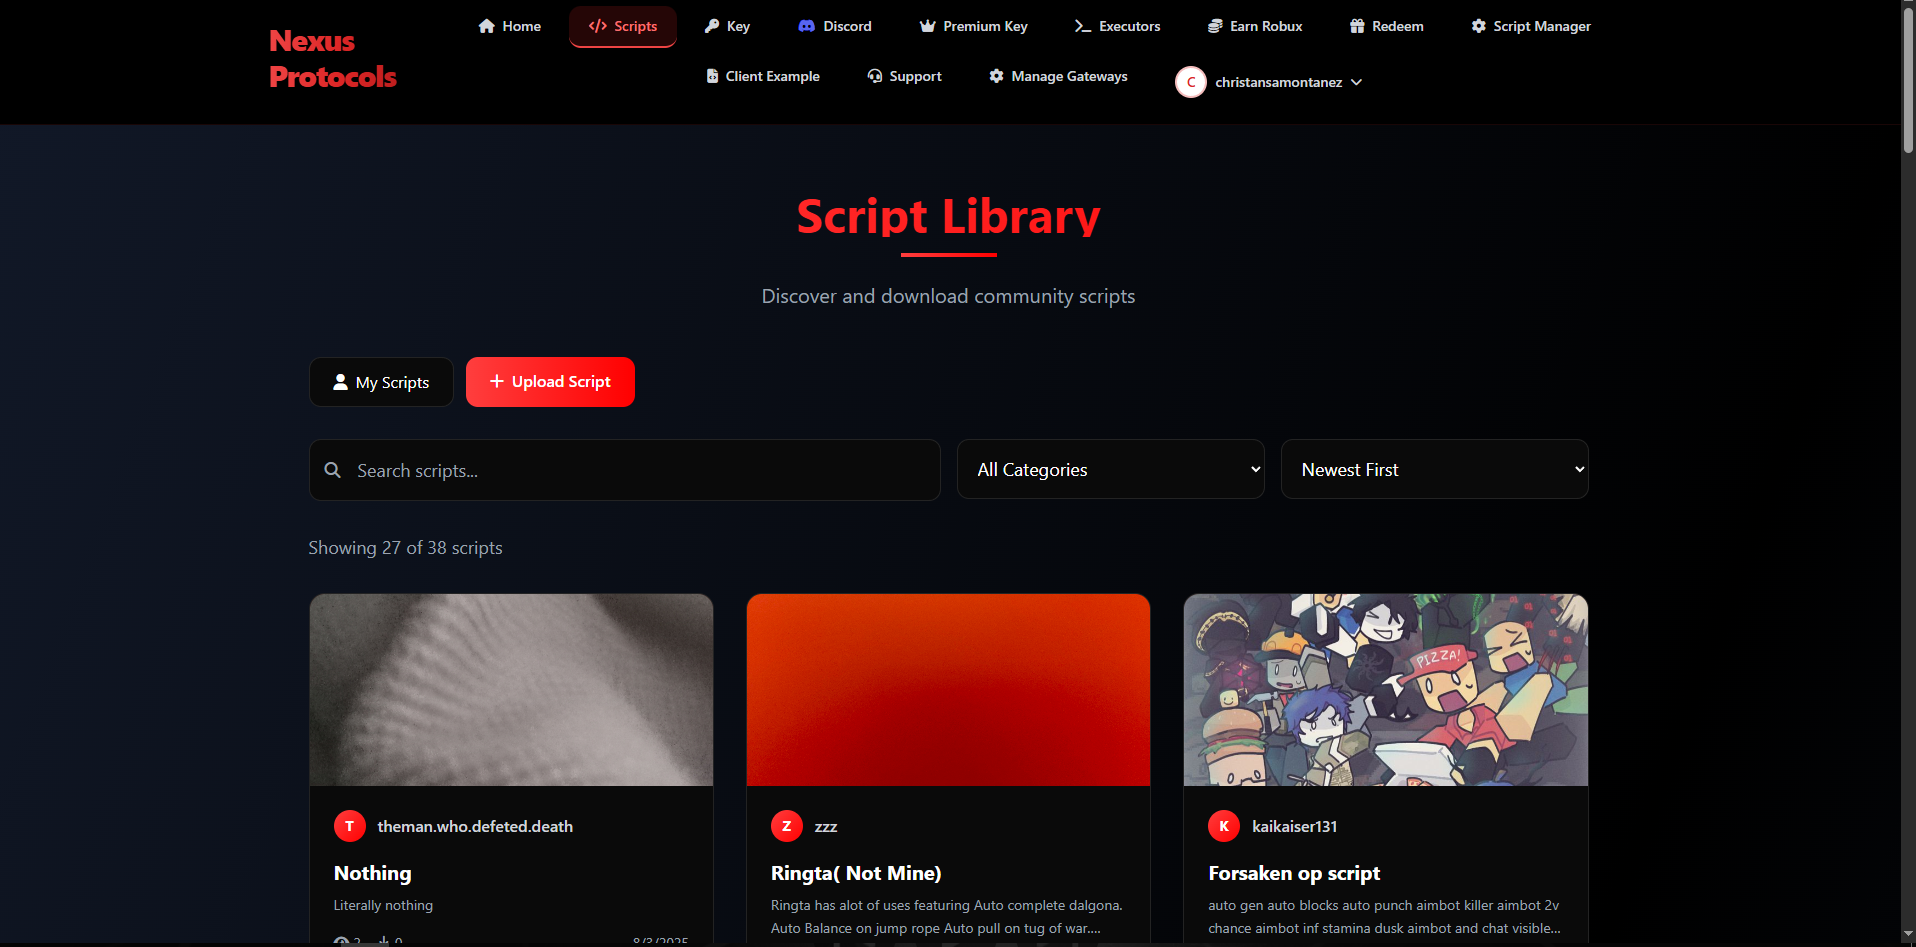 Nexus
Protocols
Home
Scripts
Key
Discord
Premium Key
Executors
Earn Robux
Redeem
Script Manager
Client Example
Support
Manage Gateways
C
christansamontanez
Script Library
Discover and download community scripts
My Scripts
+ Upload Script
Search scripts...
All Categories
Newest First
Showing 27 of 38 scripts
PIZZA!
T
theman.who.defeted.death
Nothing
Literally nothing
2
0
8/3/2025
Z
zzz
Ringta( Not Mine)
Ringta has alot of uses featuring Auto complete dalgona.
Auto Balance on jump rope Auto pull on tug of war....
K
kaikaiser131
Forsaken op script
auto gen auto blocks auto punch aimbot killer aimbot 2v
chance aimbot inf stamina dusk aimbot and chat visible...